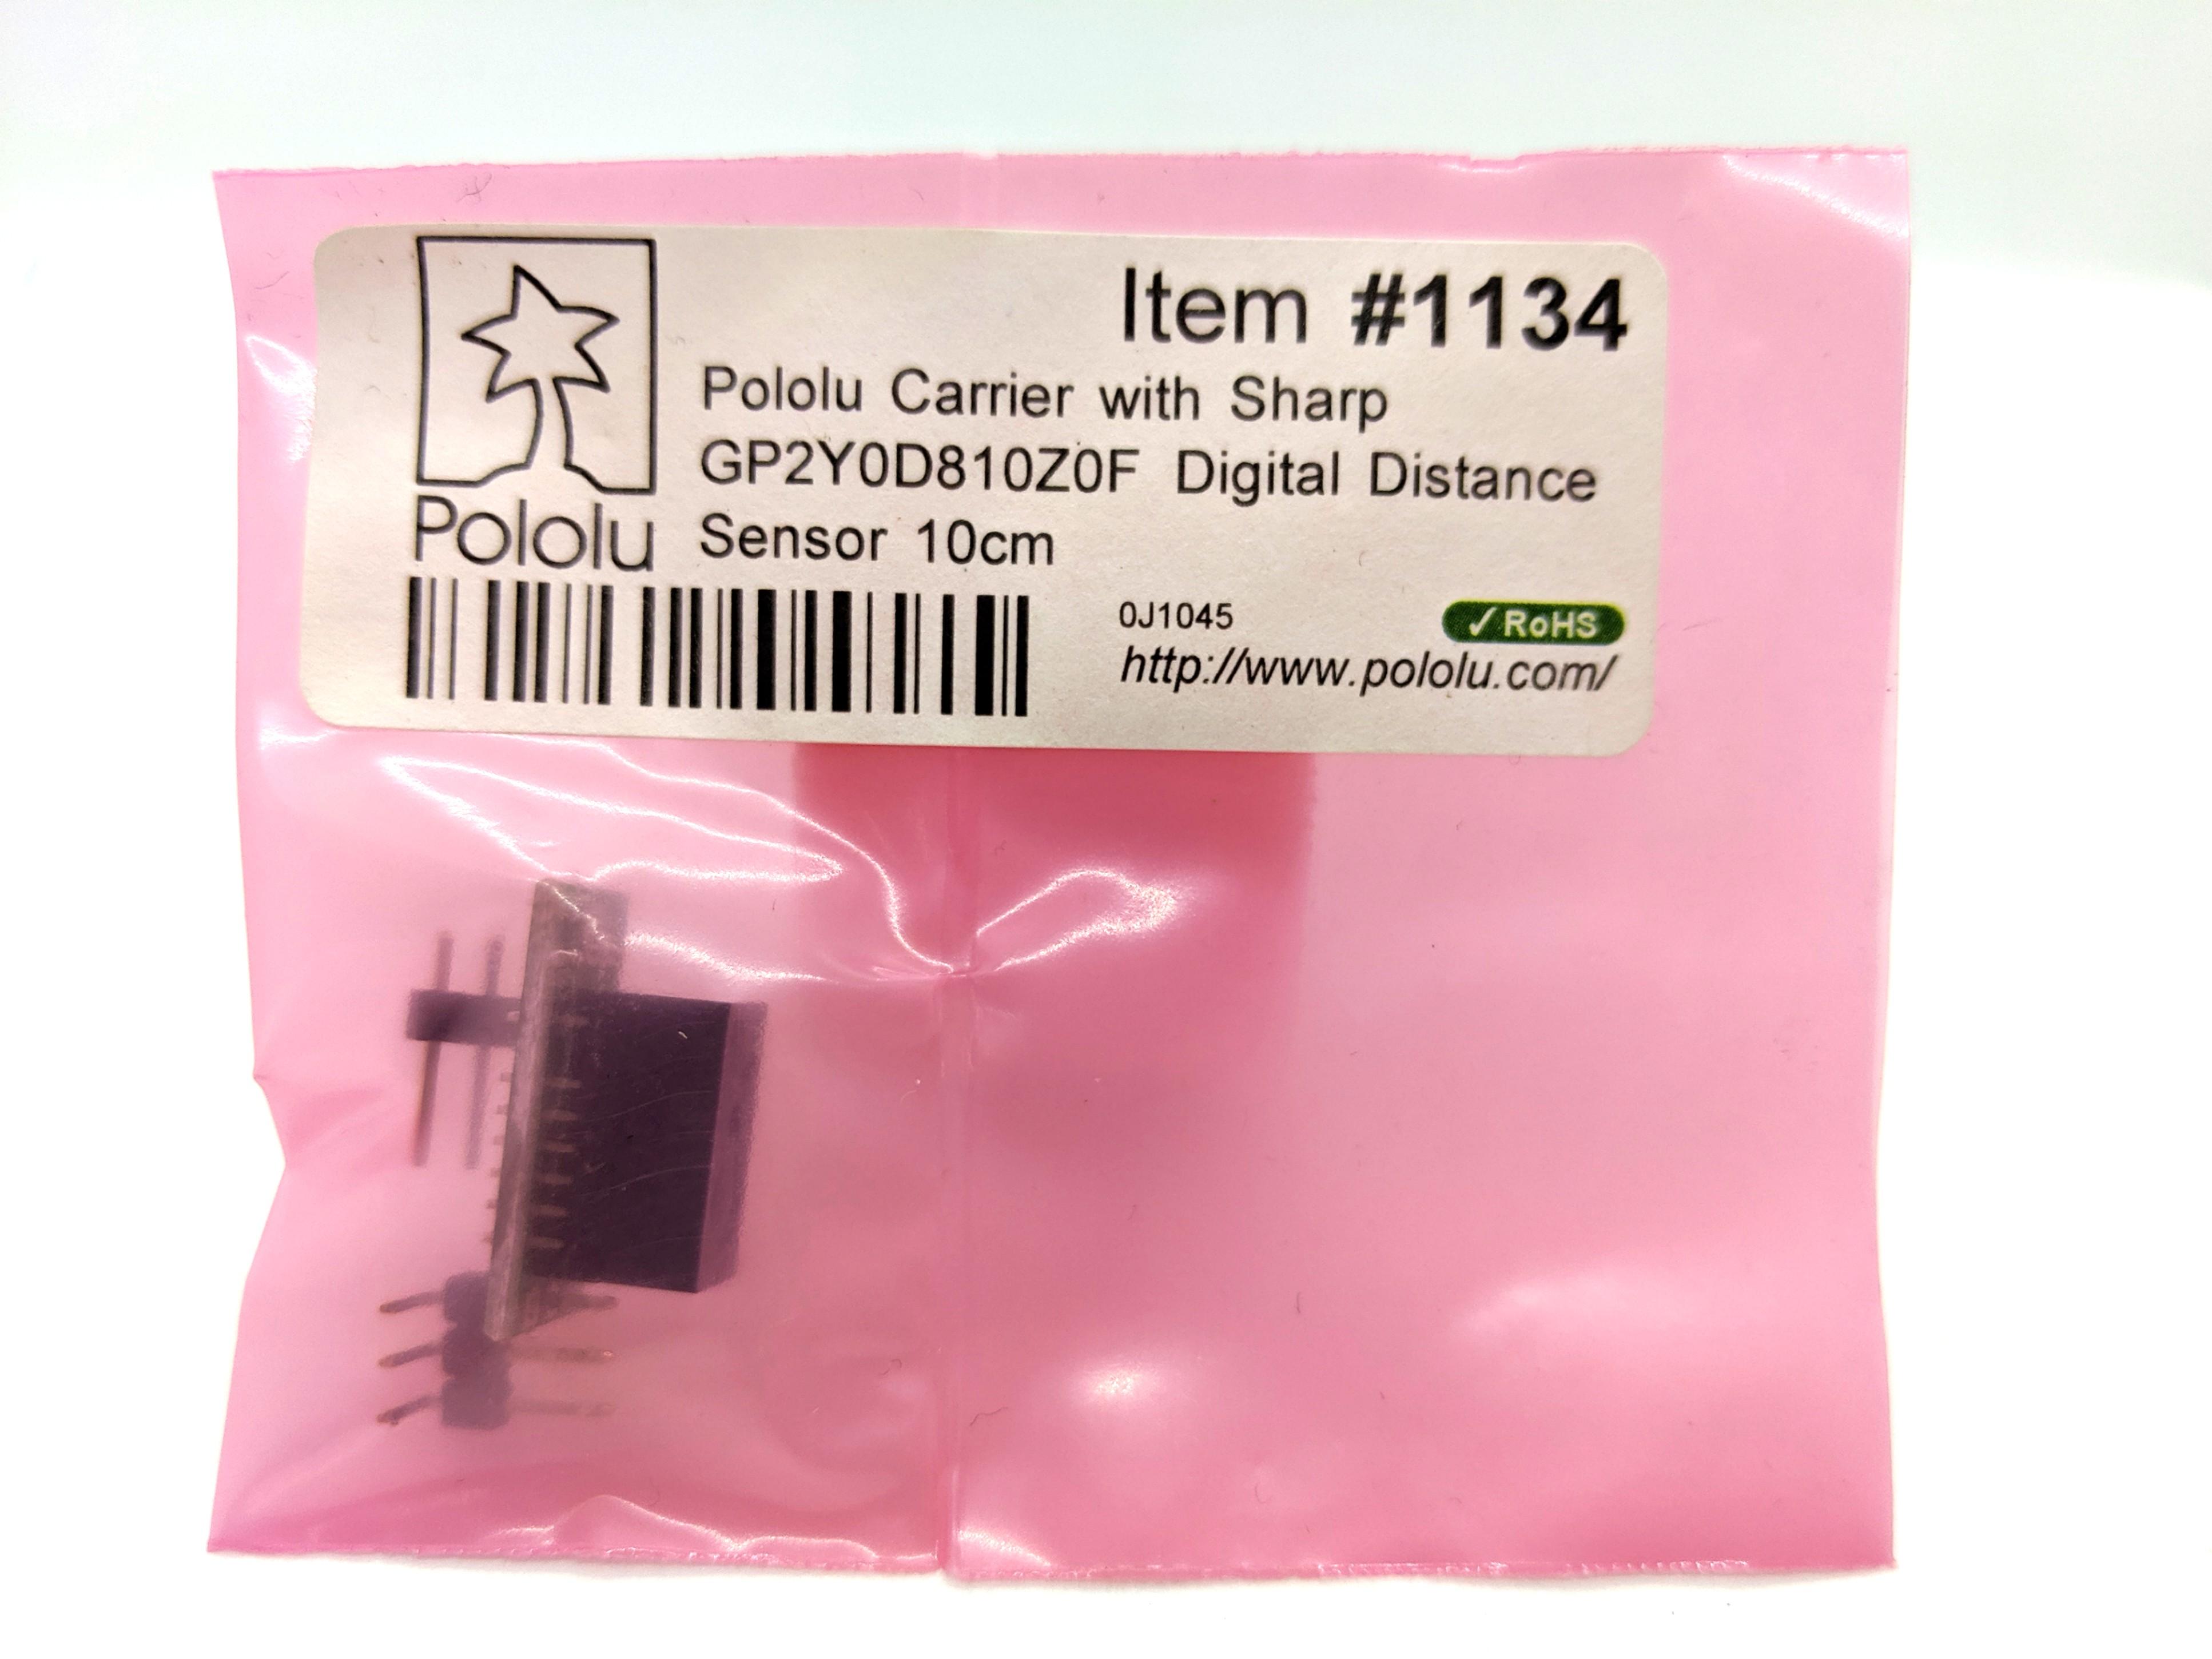 Item #1134
Pololu Carrier with Sharp
GP2Y0D810Z0F Digital Distance
Sensor 10cm
Pololu
0J1045
✓RoHS
http://www.pololu.com/